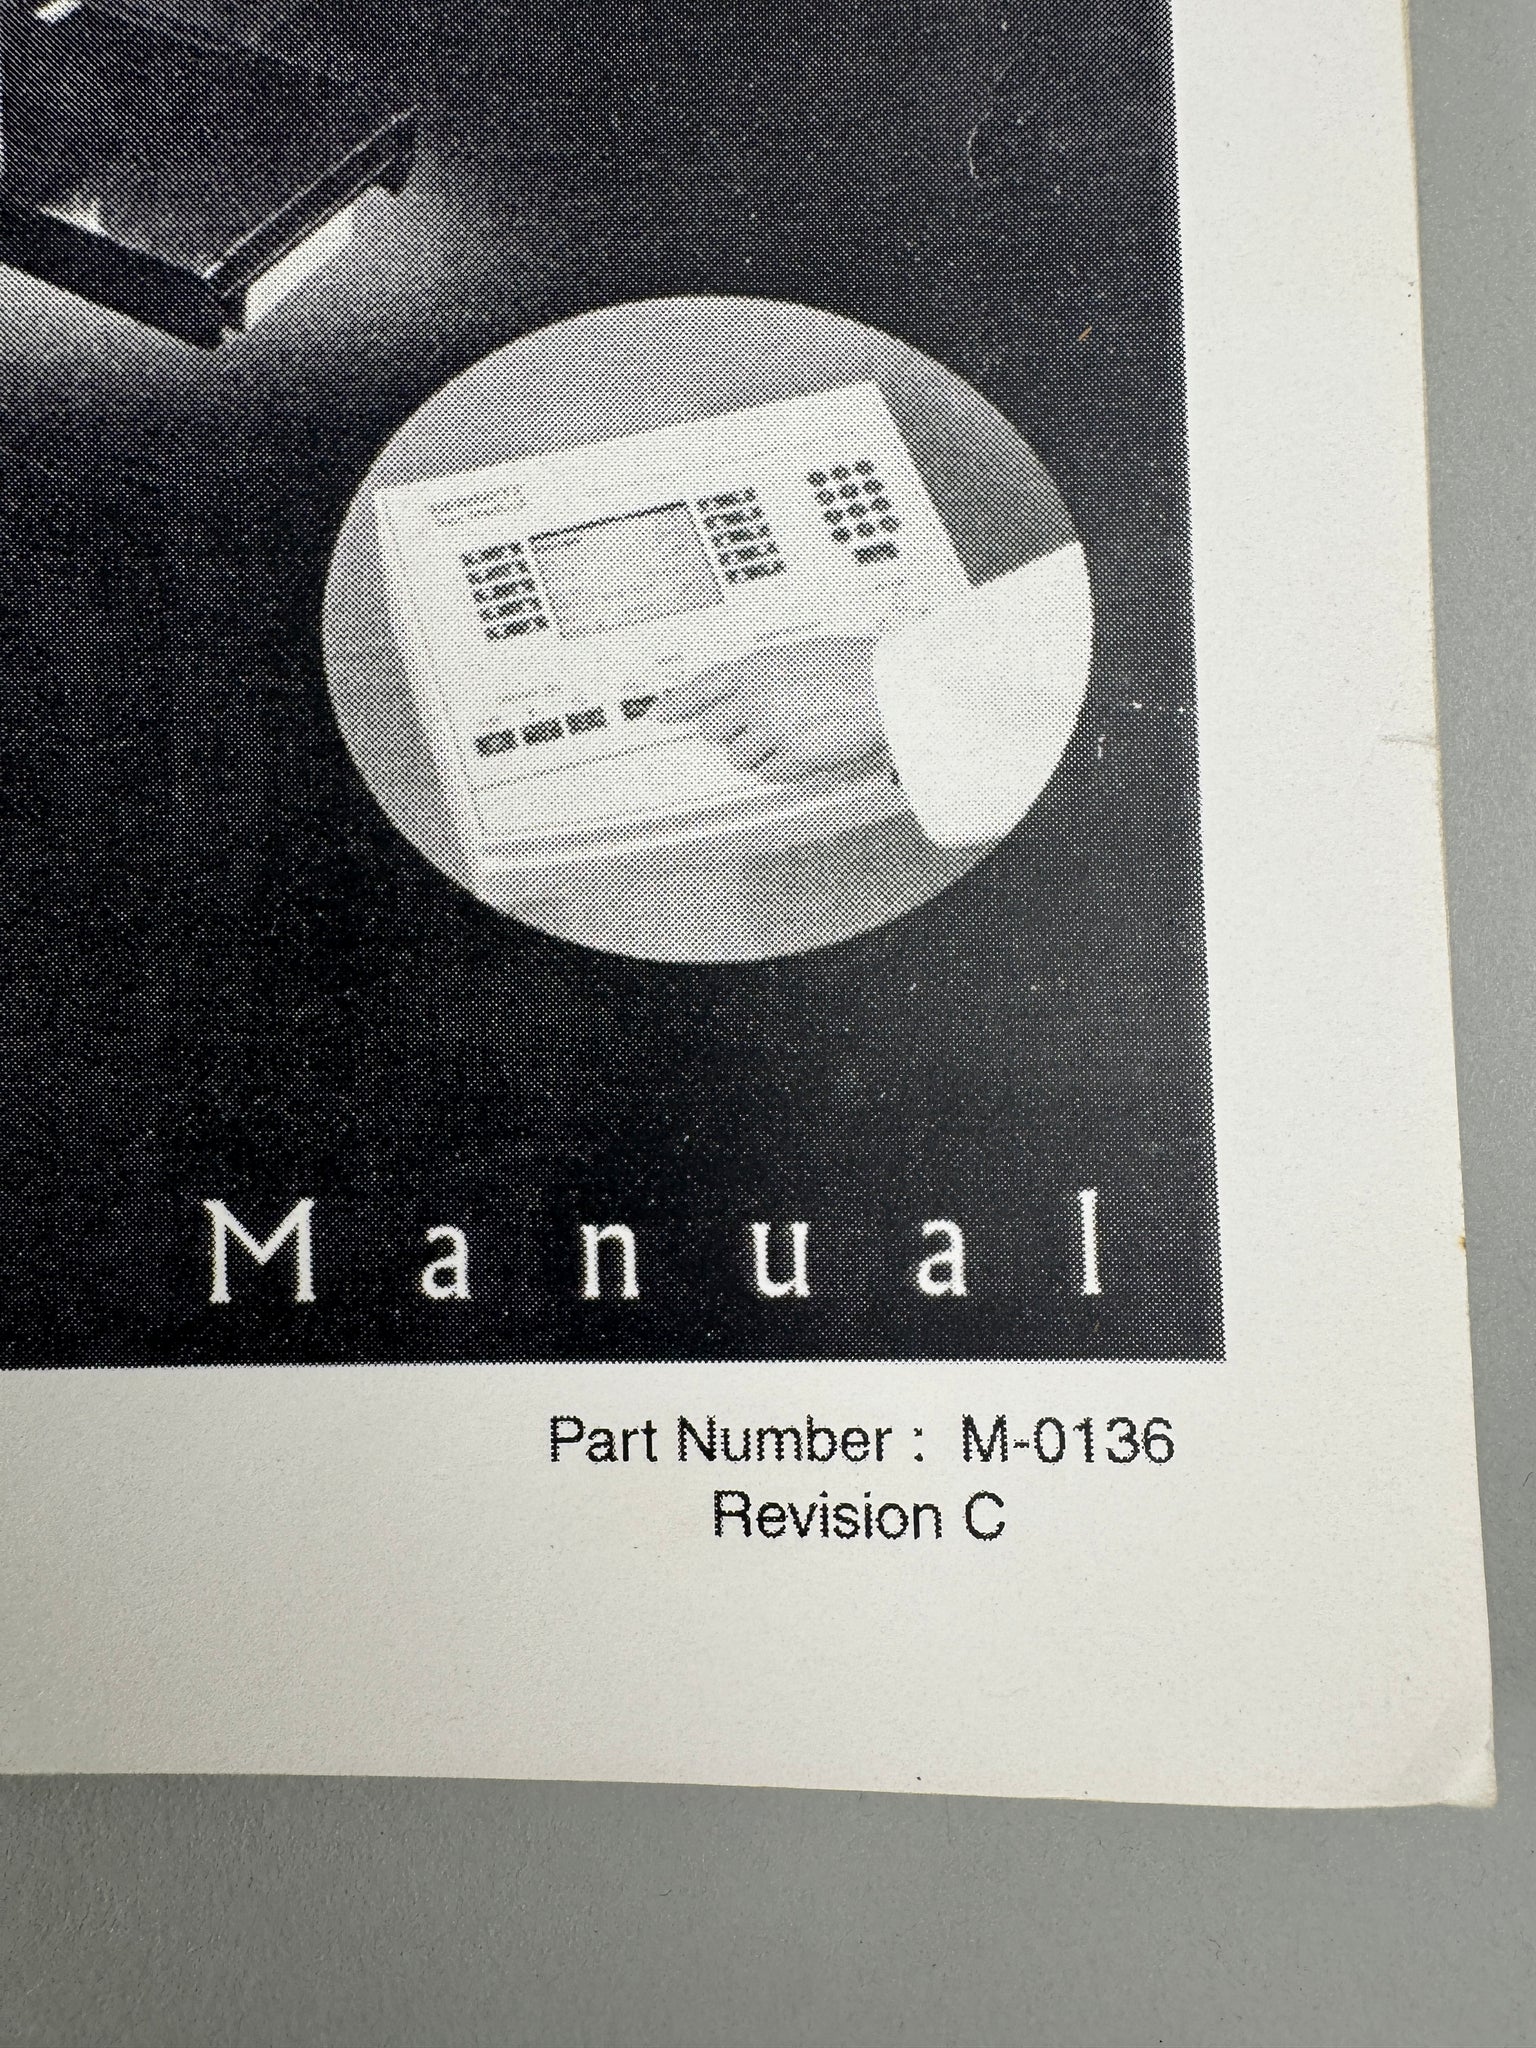 Manual
Part Number : M-0136
Revision C